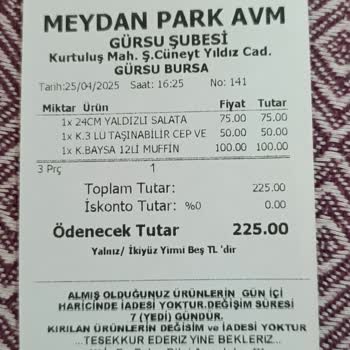 MEYDAN PARK AVM
GÜRSU ŞUBESİ
Kurtuluş Mah. Ş.Cüneyt Yıldız Cad.
GÜRSU BURSA
Tarih:25/04/2025 Saat: 16:25 No: 141
Miktar Ürün Fiyat Tutar
1x 24CM YALDIZLI SALATA 75.00 75.00
1x K.3 LU TAŞINABİLİR CEP VE 50.00 50.00
1x K.BAYSA 12Lİ MUFFİN 100.00 100.00
3 Prç 1
Toplam Tutar: 225.00
İskonto Tutar: %0 0.00
Ödenecek Tutar 225.00
Yalnız/ İkiyüz Yirmi Beş TL 'dir
ALMIŞ OLDUĞUNUZ ÜRÜNLERİN GÜN İÇİ
HARİCİNDE İADESİ YOKTUR.DEĞİŞİM SÜRESİ
7 (YEDİ) GÜNDÜR.
KIRILAN ÜRÜNLERİN DEĞİSİM ve İADESİ YOKTUR
...TESEKKUR EDERİZ YİNE BEKLERİZ...